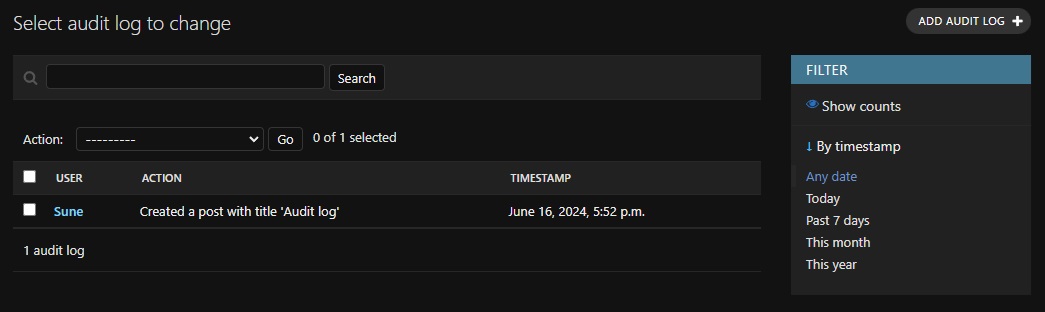 Select audit log to change
ADD AUDIT LOG +
Search
Action: --------- Go 0 of 1 selected
USER ACTION TIMESTAMP
Sune Created a post with title 'Audit log' June 16, 2024, 5:52 p.m.
1 audit log
FILTER
Show counts
↓ By timestamp
Any date
Today
Past 7 days
This month
This year